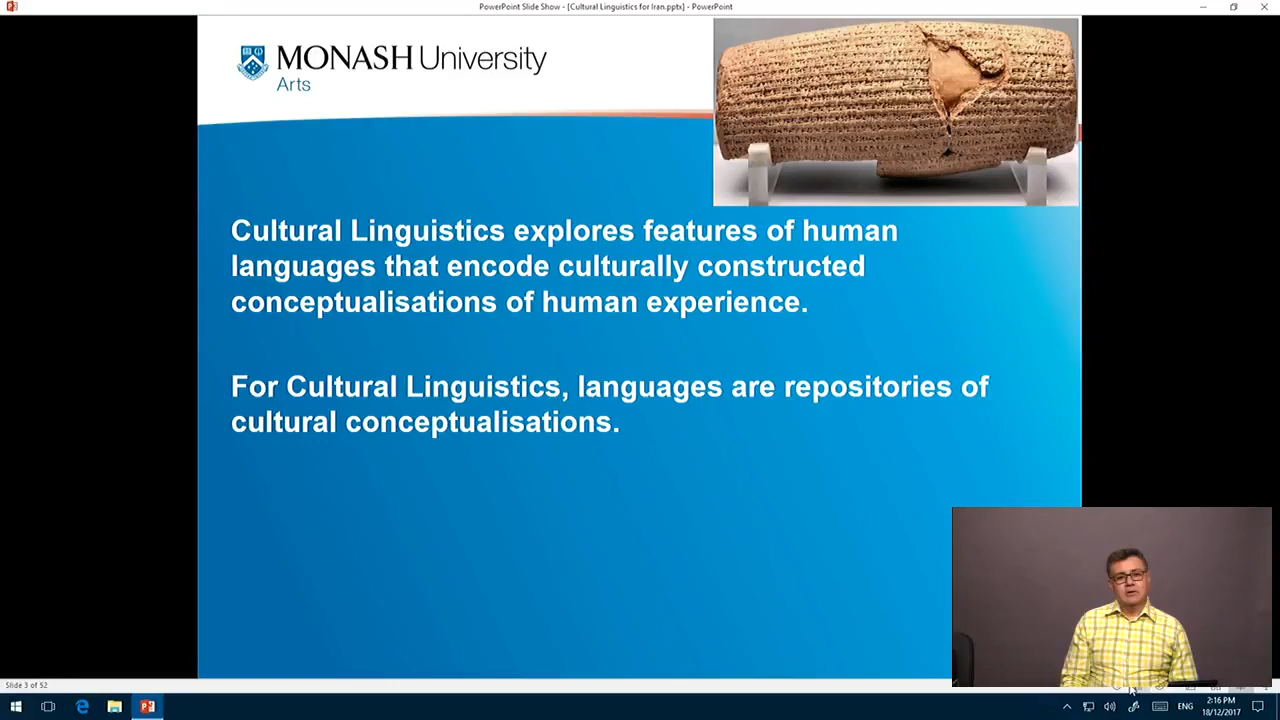 PowerPoint Slide Show - [Cultural Linguistics for Iran.pptx] - PowerPoint
MONASH University
Arts
Cultural Linguistics explores features of human
languages that encode culturally constructed
conceptualisations of human experience.
For Cultural Linguistics, languages are repositories of
cultural conceptualisations.
Slide 3 of 52
ENG
2:16 PM
18/12/2017